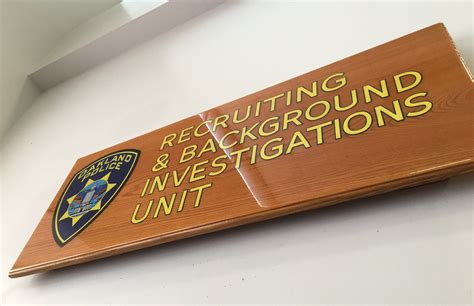 OAKLAND
POLICE
RECRUITING
& BACKGROUND
INVESTIGATIONS
UNIT